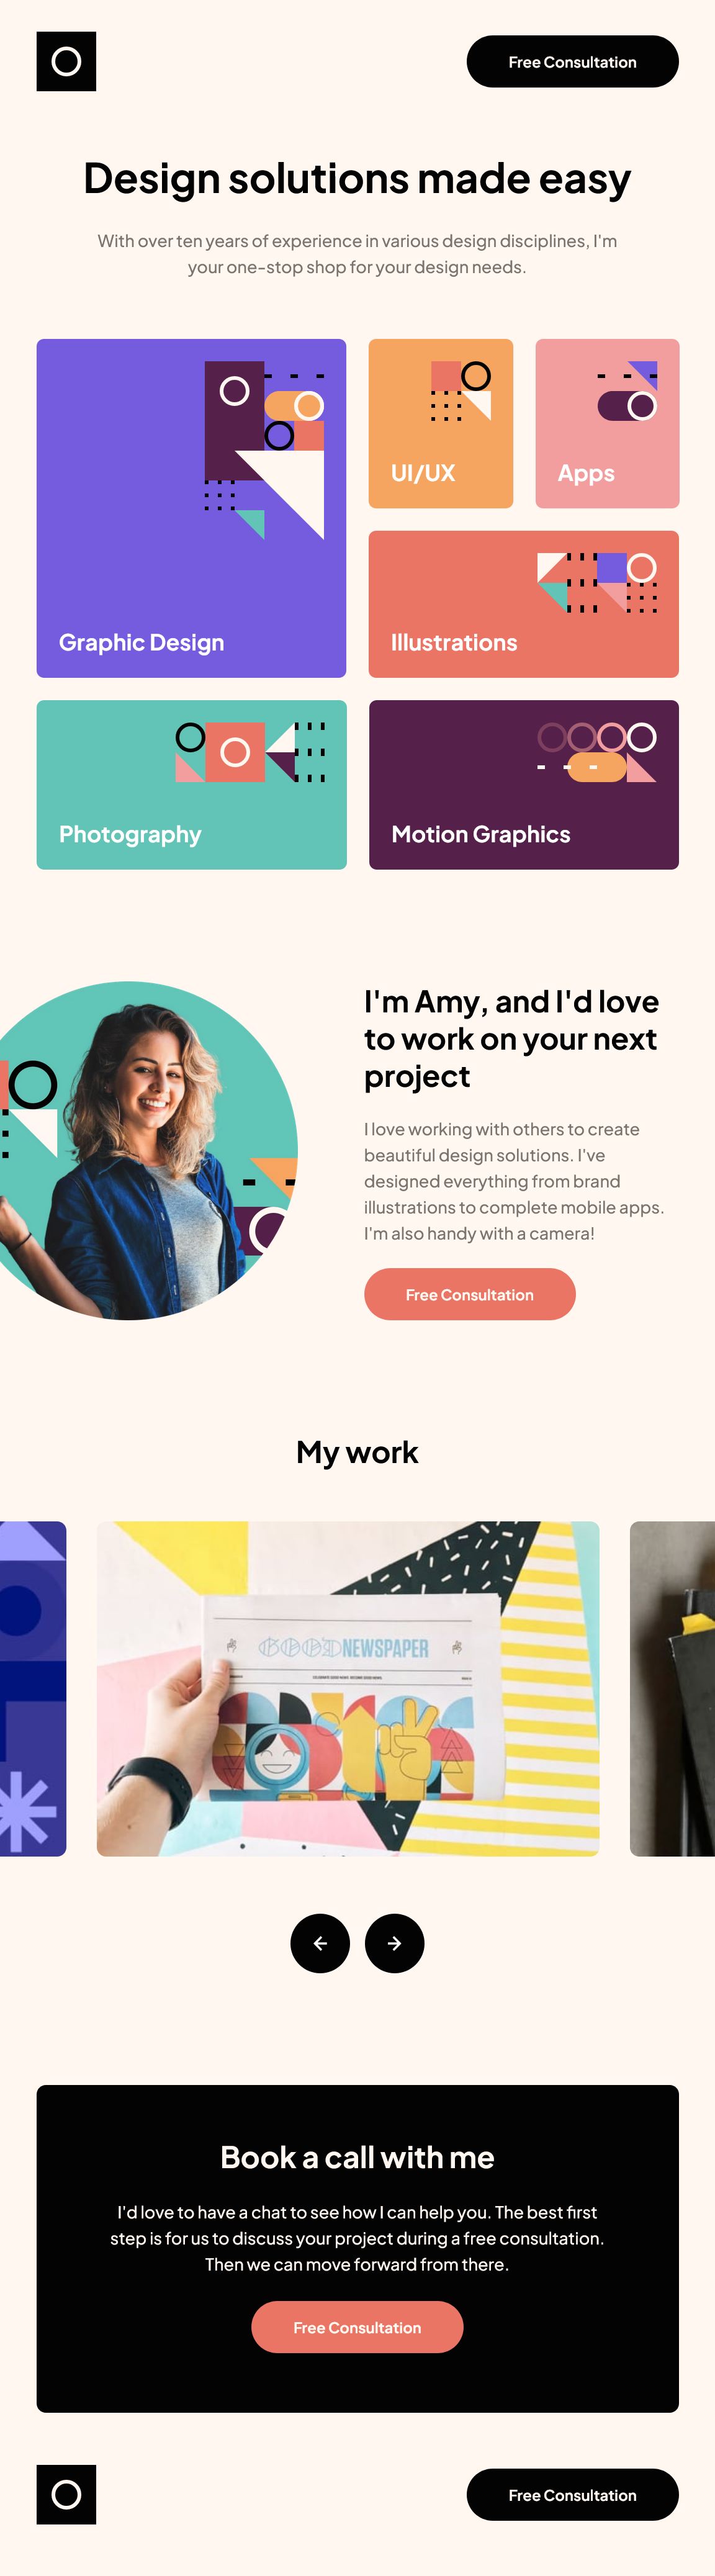 Free Consultation
Design solutions made easy
With over ten years of experience in various design disciplines, I'm
your one-stop shop for your design needs.
Graphic Design
UI/UX
Apps
Illustrations
Photography
Motion Graphics
I'm Amy, and I'd love
to work on your next
project
I love working with others to create
beautiful design solutions. I've
designed everything from brand
illustrations to complete mobile apps.
I'm also handy with a camera!
Free Consultation
My work
GOOD NEWSPAPER
Book a call with me
I'd love to have a chat to see how I can help you. The best first
step is for us to discuss your project during a free consultation.
Then we can move forward from there.
Free Consultation
Free Consultation